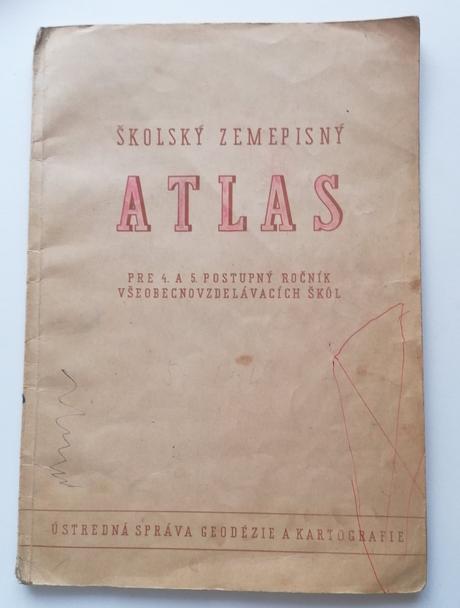 ŠKOLSKÝ ZEMEPISNÝ
ATLAS
PRE 4. A 5. POSTUPNÝ ROČNÍK
VŠEOBECNOVZDELÁVACÍCH ŠKÔL
ÚSTREDNÁ SPRÁVA GEODÉZIE A KARTOGRAFIE